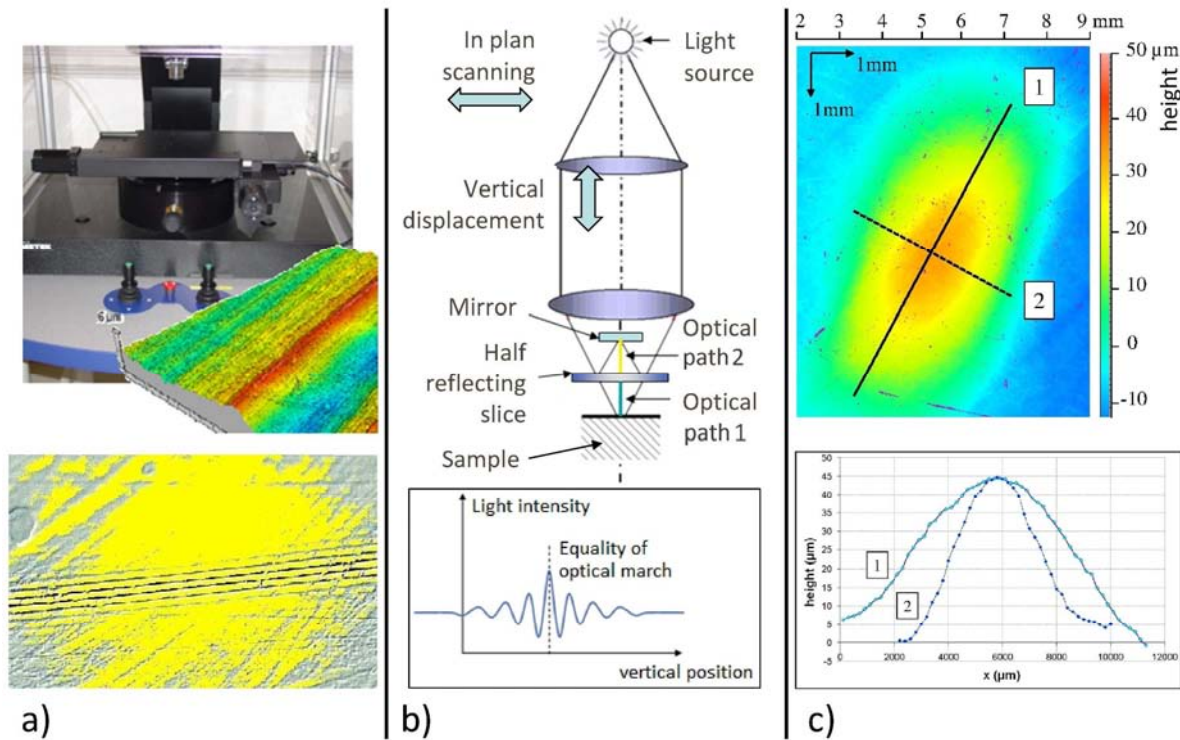 6 µm
a)
In plan
scanning
Light
source
Vertical
displacement
Mirror
Optical
path 2
Half
reflecting
slice
Optical
path 1
Sample
Light intensity
Equality of
optical march
vertical position
b)
2 3 4 5 6 7 8 9 mm
1mm
1mm
1
2
50 µm
40
30
20
10
0
-10
height
50
45
40
35
30
25
20
15
10
5
0
-5
height (µm)
1
2
0 2000 4000 6000 8000 10000 12000
x (µm)
c)